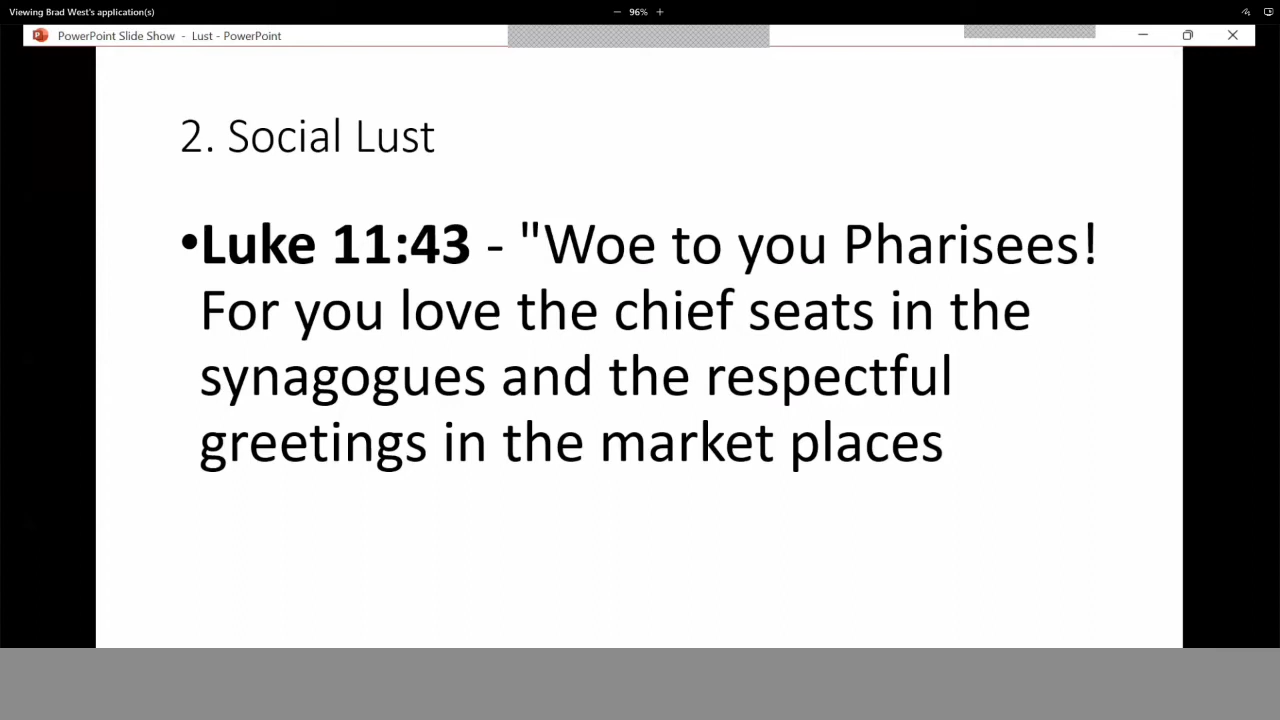 Viewing Brad West's application(s) — 96% +
PowerPoint Slide Show - Lust - PowerPoint
2. Social Lust
•Luke 11:43 - "Woe to you Pharisees!
For you love the chief seats in the
synagogues and the respectful
greetings in the market places